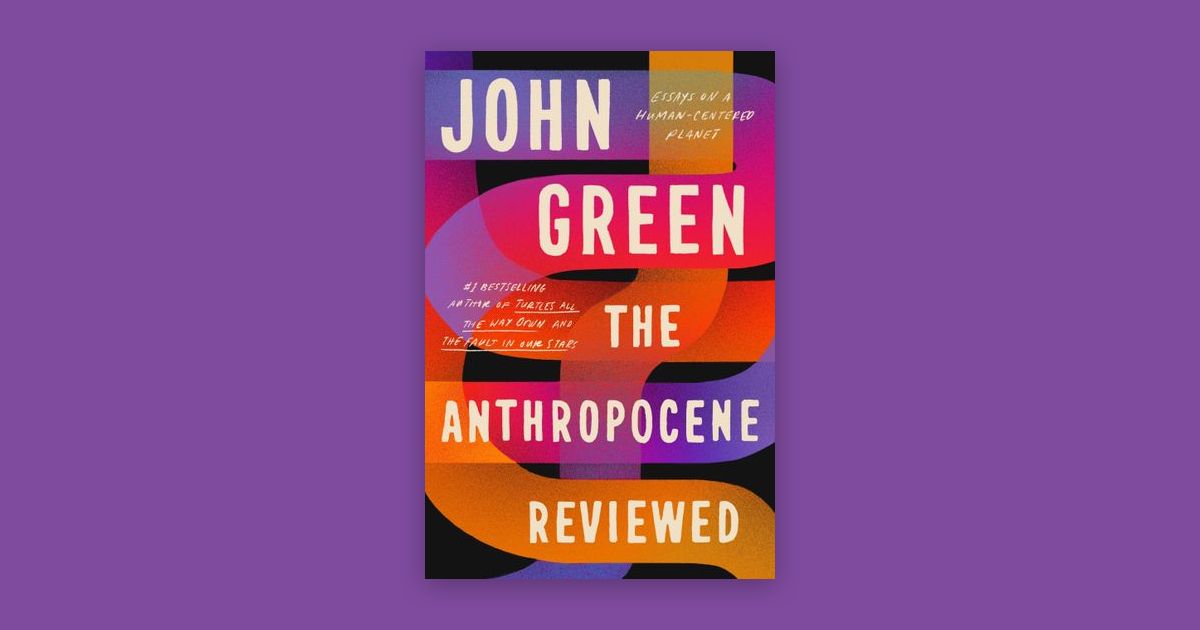 JOHN
ESSAYS ON A
HUMAN-CENTERED
PLANET
GREEN
#1 BESTSELLING
AUTHOR OF TURTLES ALL
THE WAY DOWN AND
THE FAULT IN OUR STARS
THE
ANTHROPOCENE
REVIEWED